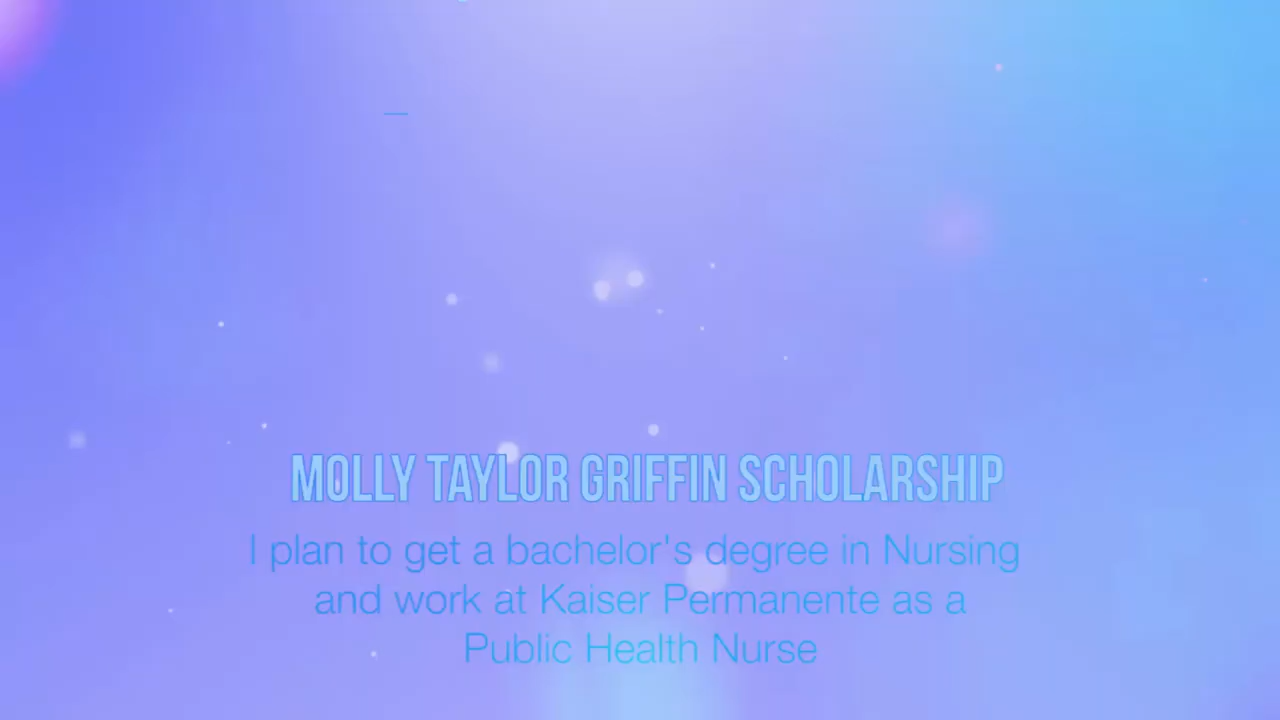 MOLLY TAYLOR GRIFFIN SCHOLARSHIP
I plan to get a bachelor's degree in Nursing
and work at Kaiser Permanente as a
Public Health Nurse